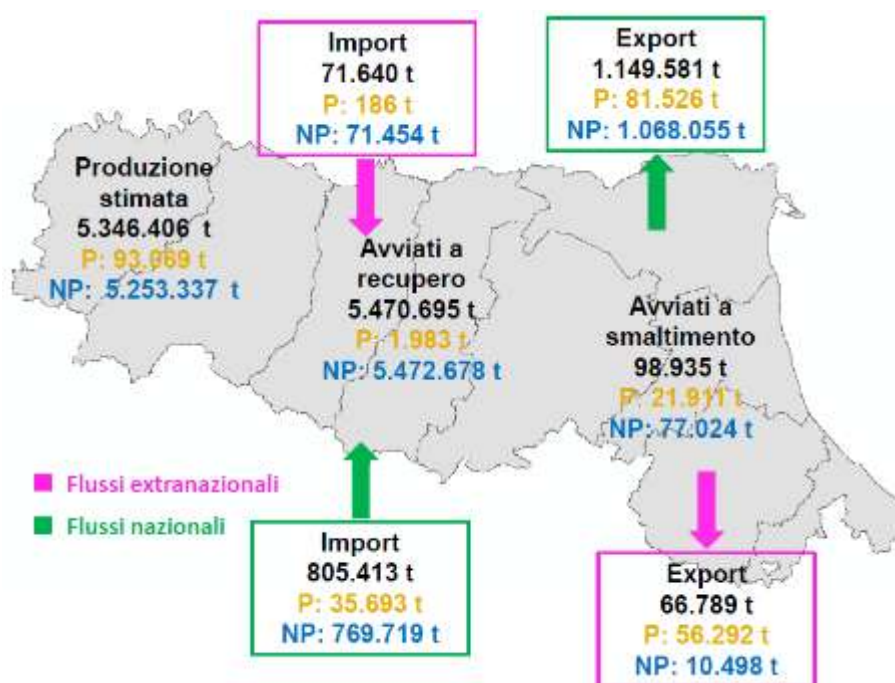 Import
71.640 t
P: 186 t
NP: 71.454 t
Export
1.149.581 t
P: 81.526 t
NP: 1.068.055 t
Produzione
stimata
5.346.406 t
P: 93.069 t
NP: 5.253.337 t
Avviati a
recupero
5.470.695 t
P: 1.983 t
NP: 5.472.678 t
Avviati a
smaltimento
98.935 t
P: 21.911 t
NP: 77.024 t
Flussi extranazionali
Flussi nazionali
Import
805.413 t
P: 35.693 t
NP: 769.719 t
Export
66.789 t
P: 56.292 t
NP: 10.498 t